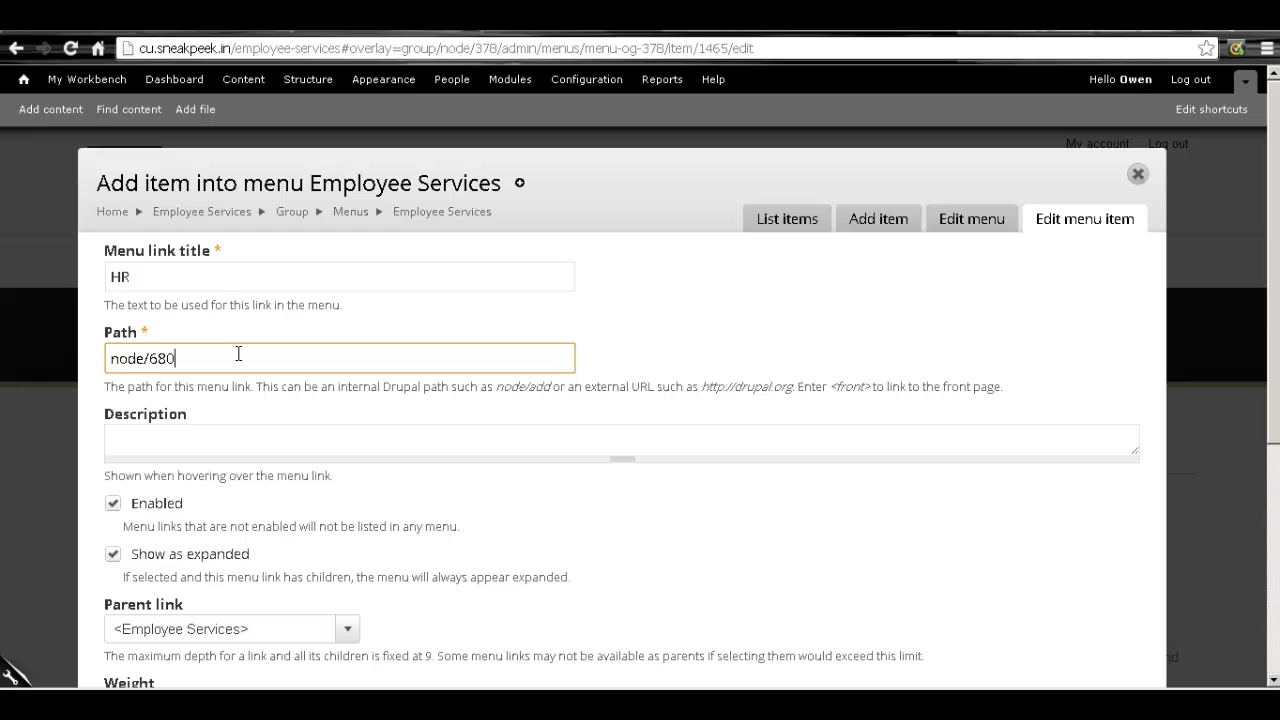 cu.sneakpeek.in/employee-services#overlay=group/node/378/admin/menus/menu-og-378/item/1465/edit
My Workbench Dashboard Content Structure Appearance People Modules Configuration Reports Help Hello Owen Log out
Add content Find content Add file Edit shortcuts
My account Log out
Add item into menu Employee Services
Home ▶ Employee Services ▶ Group ▶ Menus ▶ Employee Services
List items Add item Edit menu Edit menu item
Menu link title *
HR
The text to be used for this link in the menu.
Path *
node/680
The path for this menu link. This can be an internal Drupal path such as node/add or an external URL such as http://drupal.org. Enter <front> to link to the front page.
Description
Shown when hovering over the menu link.
Enabled
Menu links that are not enabled will not be listed in any menu.
Show as expanded
If selected and this menu link has children, the menu will always appear expanded.
Parent link
<Employee Services>
The maximum depth for a link and all its children is fixed at 9. Some menu links may not be available as parents if selecting them would exceed this limit.
Weight